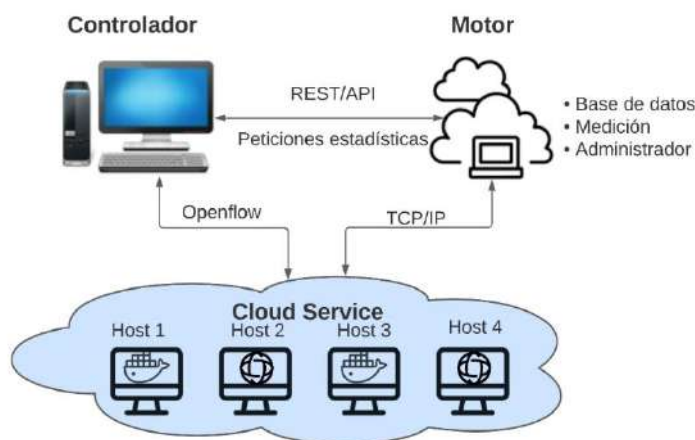 Controlador
Motor
REST/API
Peticiones estadísticas
• Base de datos
• Medición
• Administrador
Openflow
TCP/IP
Cloud Service
Host 1
Host 2
Host 3
Host 4